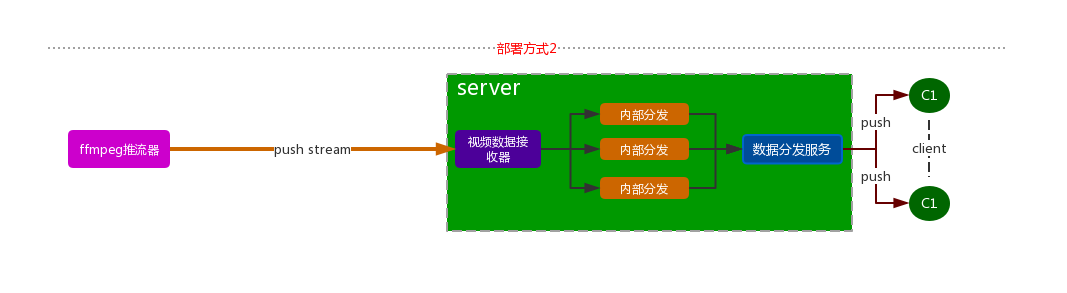 部署方式2
server
ffmpeg推流器
push stream
视频数据接
收器
内部分发
内部分发
内部分发
数据分发服务
push
push
C1
client
C1